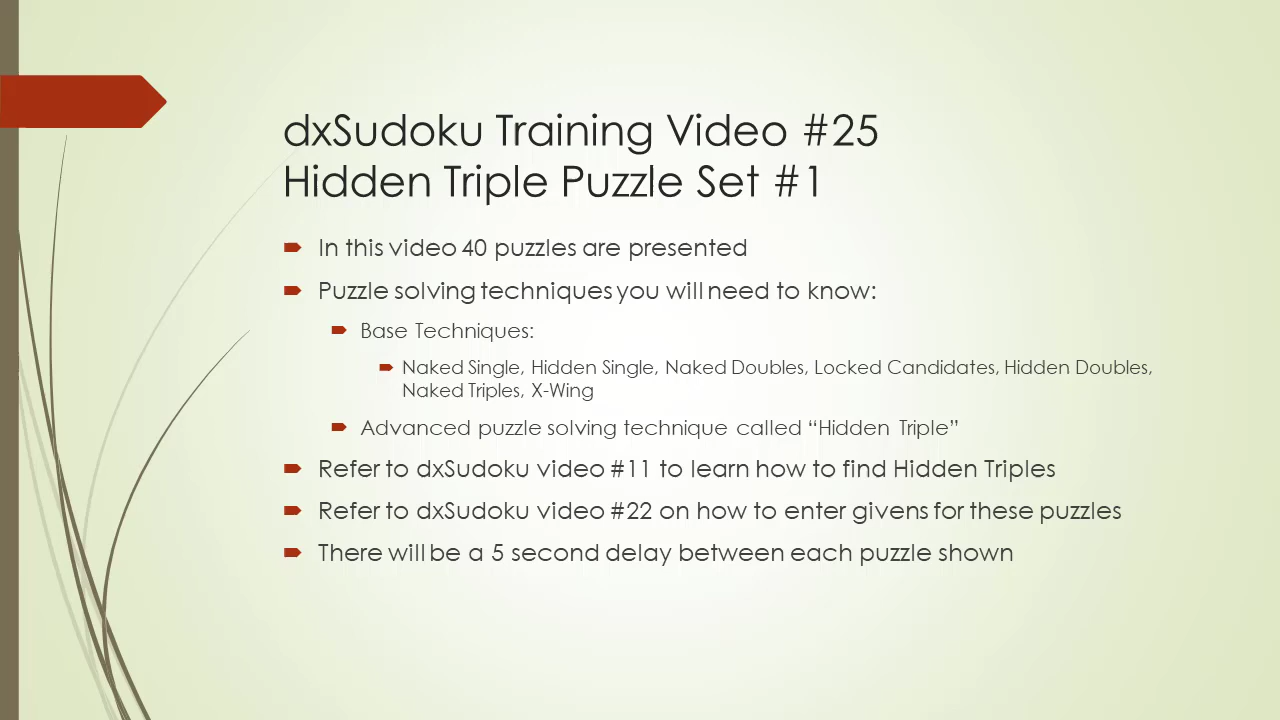 dxSudoku Training Video #25
Hidden Triple Puzzle Set #1
In this video 40 puzzles are presented
Puzzle solving techniques you will need to know:
Base Techniques:
Naked Single, Hidden Single, Naked Doubles, Locked Candidates, Hidden Doubles,
Naked Triples, X-Wing
Advanced puzzle solving technique called “Hidden Triple”
Refer to dxSudoku video #11 to learn how to find Hidden Triples
Refer to dxSudoku video #22 on how to enter givens for these puzzles
There will be a 5 second delay between each puzzle shown